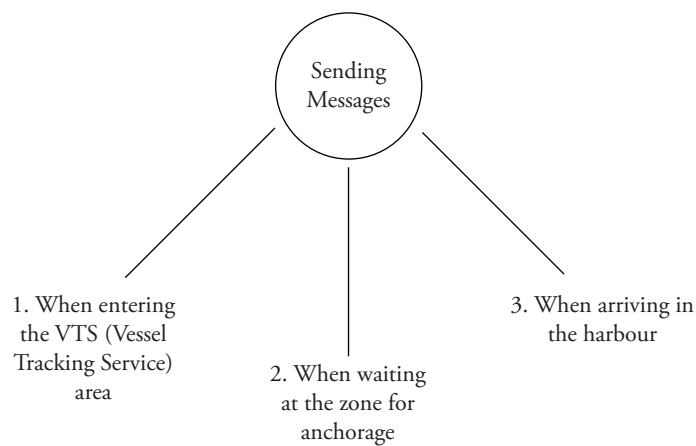 Sending
Messages
1. When entering
the VTS (Vessel
Tracking Service)
area
2. When waiting
at the zone for
anchorage
3. When arriving in
the harbour